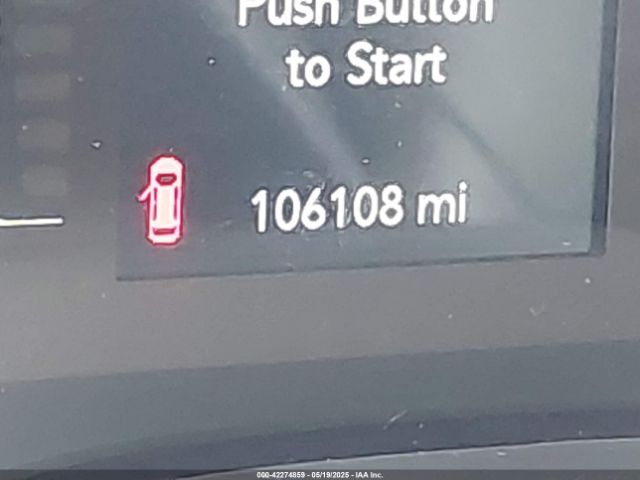 Push Button
to Start
106108 mi
000-42274859 - 05/19/2025 - IAA Inc.